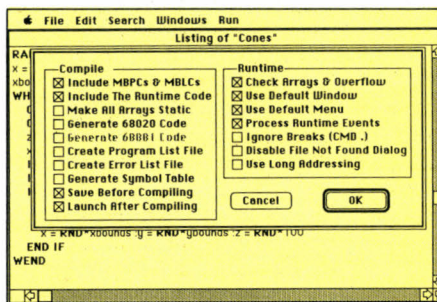 File Edit Search Windows Run
Listing of "Cones"
RA
x =
xbo
WH
Compile
Include MBPCs & MBLCs
Include The Runtime Code
Make All Arrays Static
Generate 68020 Code
Generate 68881 Code
Create Program List File
Create Error List File
Generate Symbol Table
Save Before Compiling
Launch After Compiling
Runtime
Check Arrays & Overflow
Use Default Window
Use Default Menu
Process Runtime Events
Ignore Breaks (CMD .)
Disable File Not Found Dialog
Use Long Addressing
Cancel
OK
x = RND*xbounds :y = RND*ybounds :z = RND*100
END IF
WEND